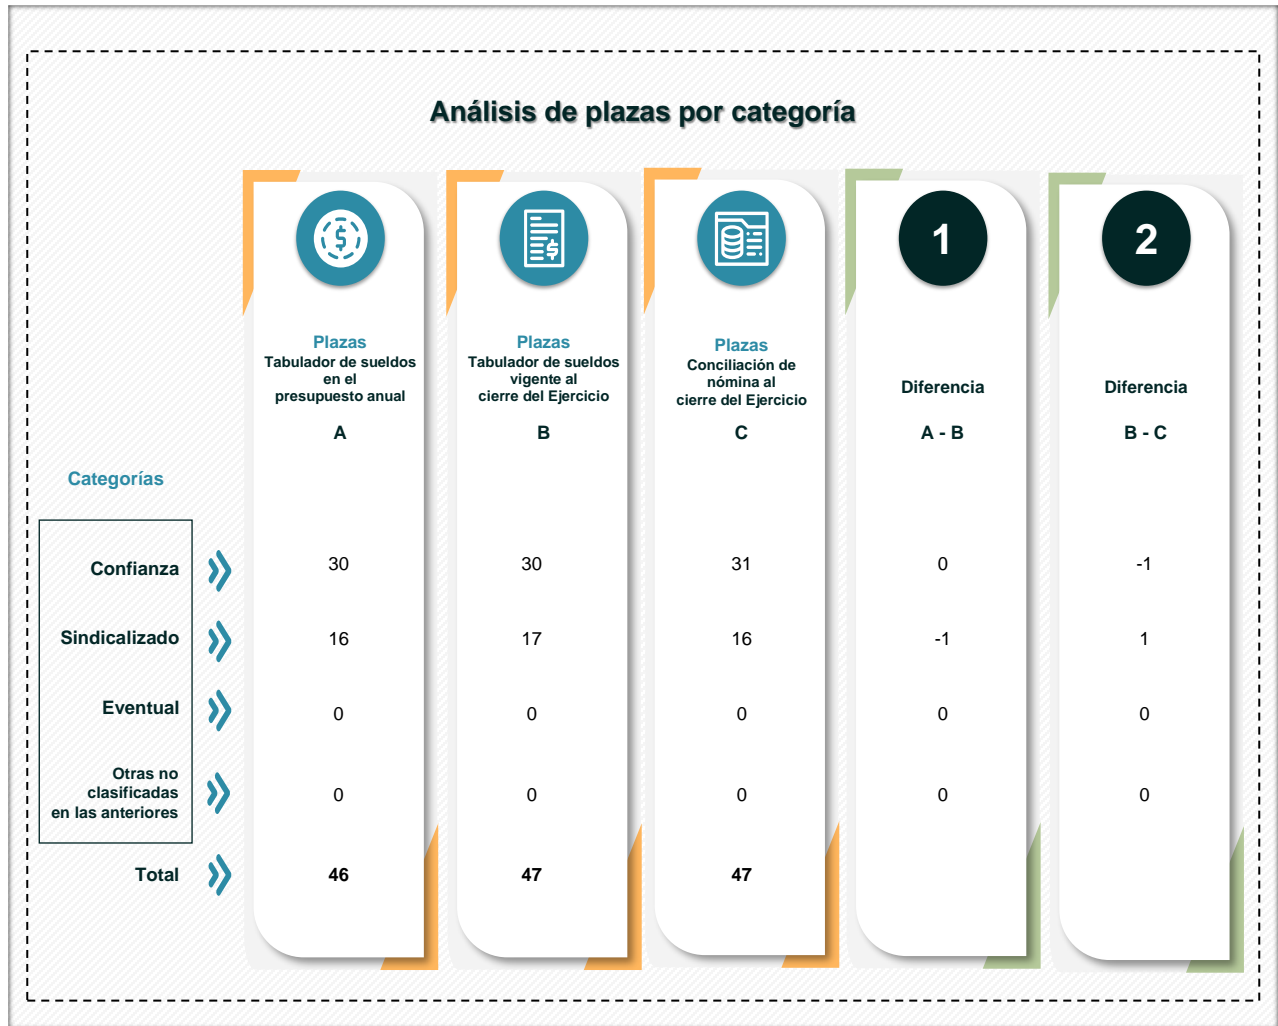 Análisis de plazas por categoría
1
2
Plazas
Tabulador de sueldos
en el
presupuesto anual
A
Plazas
Tabulador de sueldos
vigente al
cierre del Ejercicio
B
Plazas
Conciliación de
nómina al
cierre del Ejercicio
C
Diferencia
A - B
Diferencia
B - C
Categorías
Confianza 30 30 31 0 -1
Sindicalizado 16 17 16 -1 1
Eventual 0 0 0 0 0
Otras no
clasificadas
en las anteriores 0 0 0 0 0
Total 46 47 47